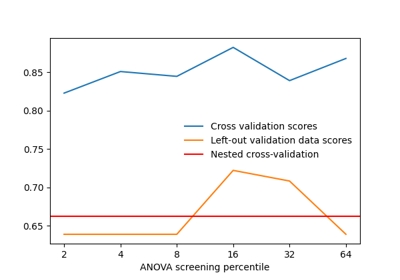 0.85
0.80
0.75
0.70
0.65
Cross validation scores
Left-out validation data scores
Nested cross-validation
2 4 8 16 32 64
ANOVA screening percentile